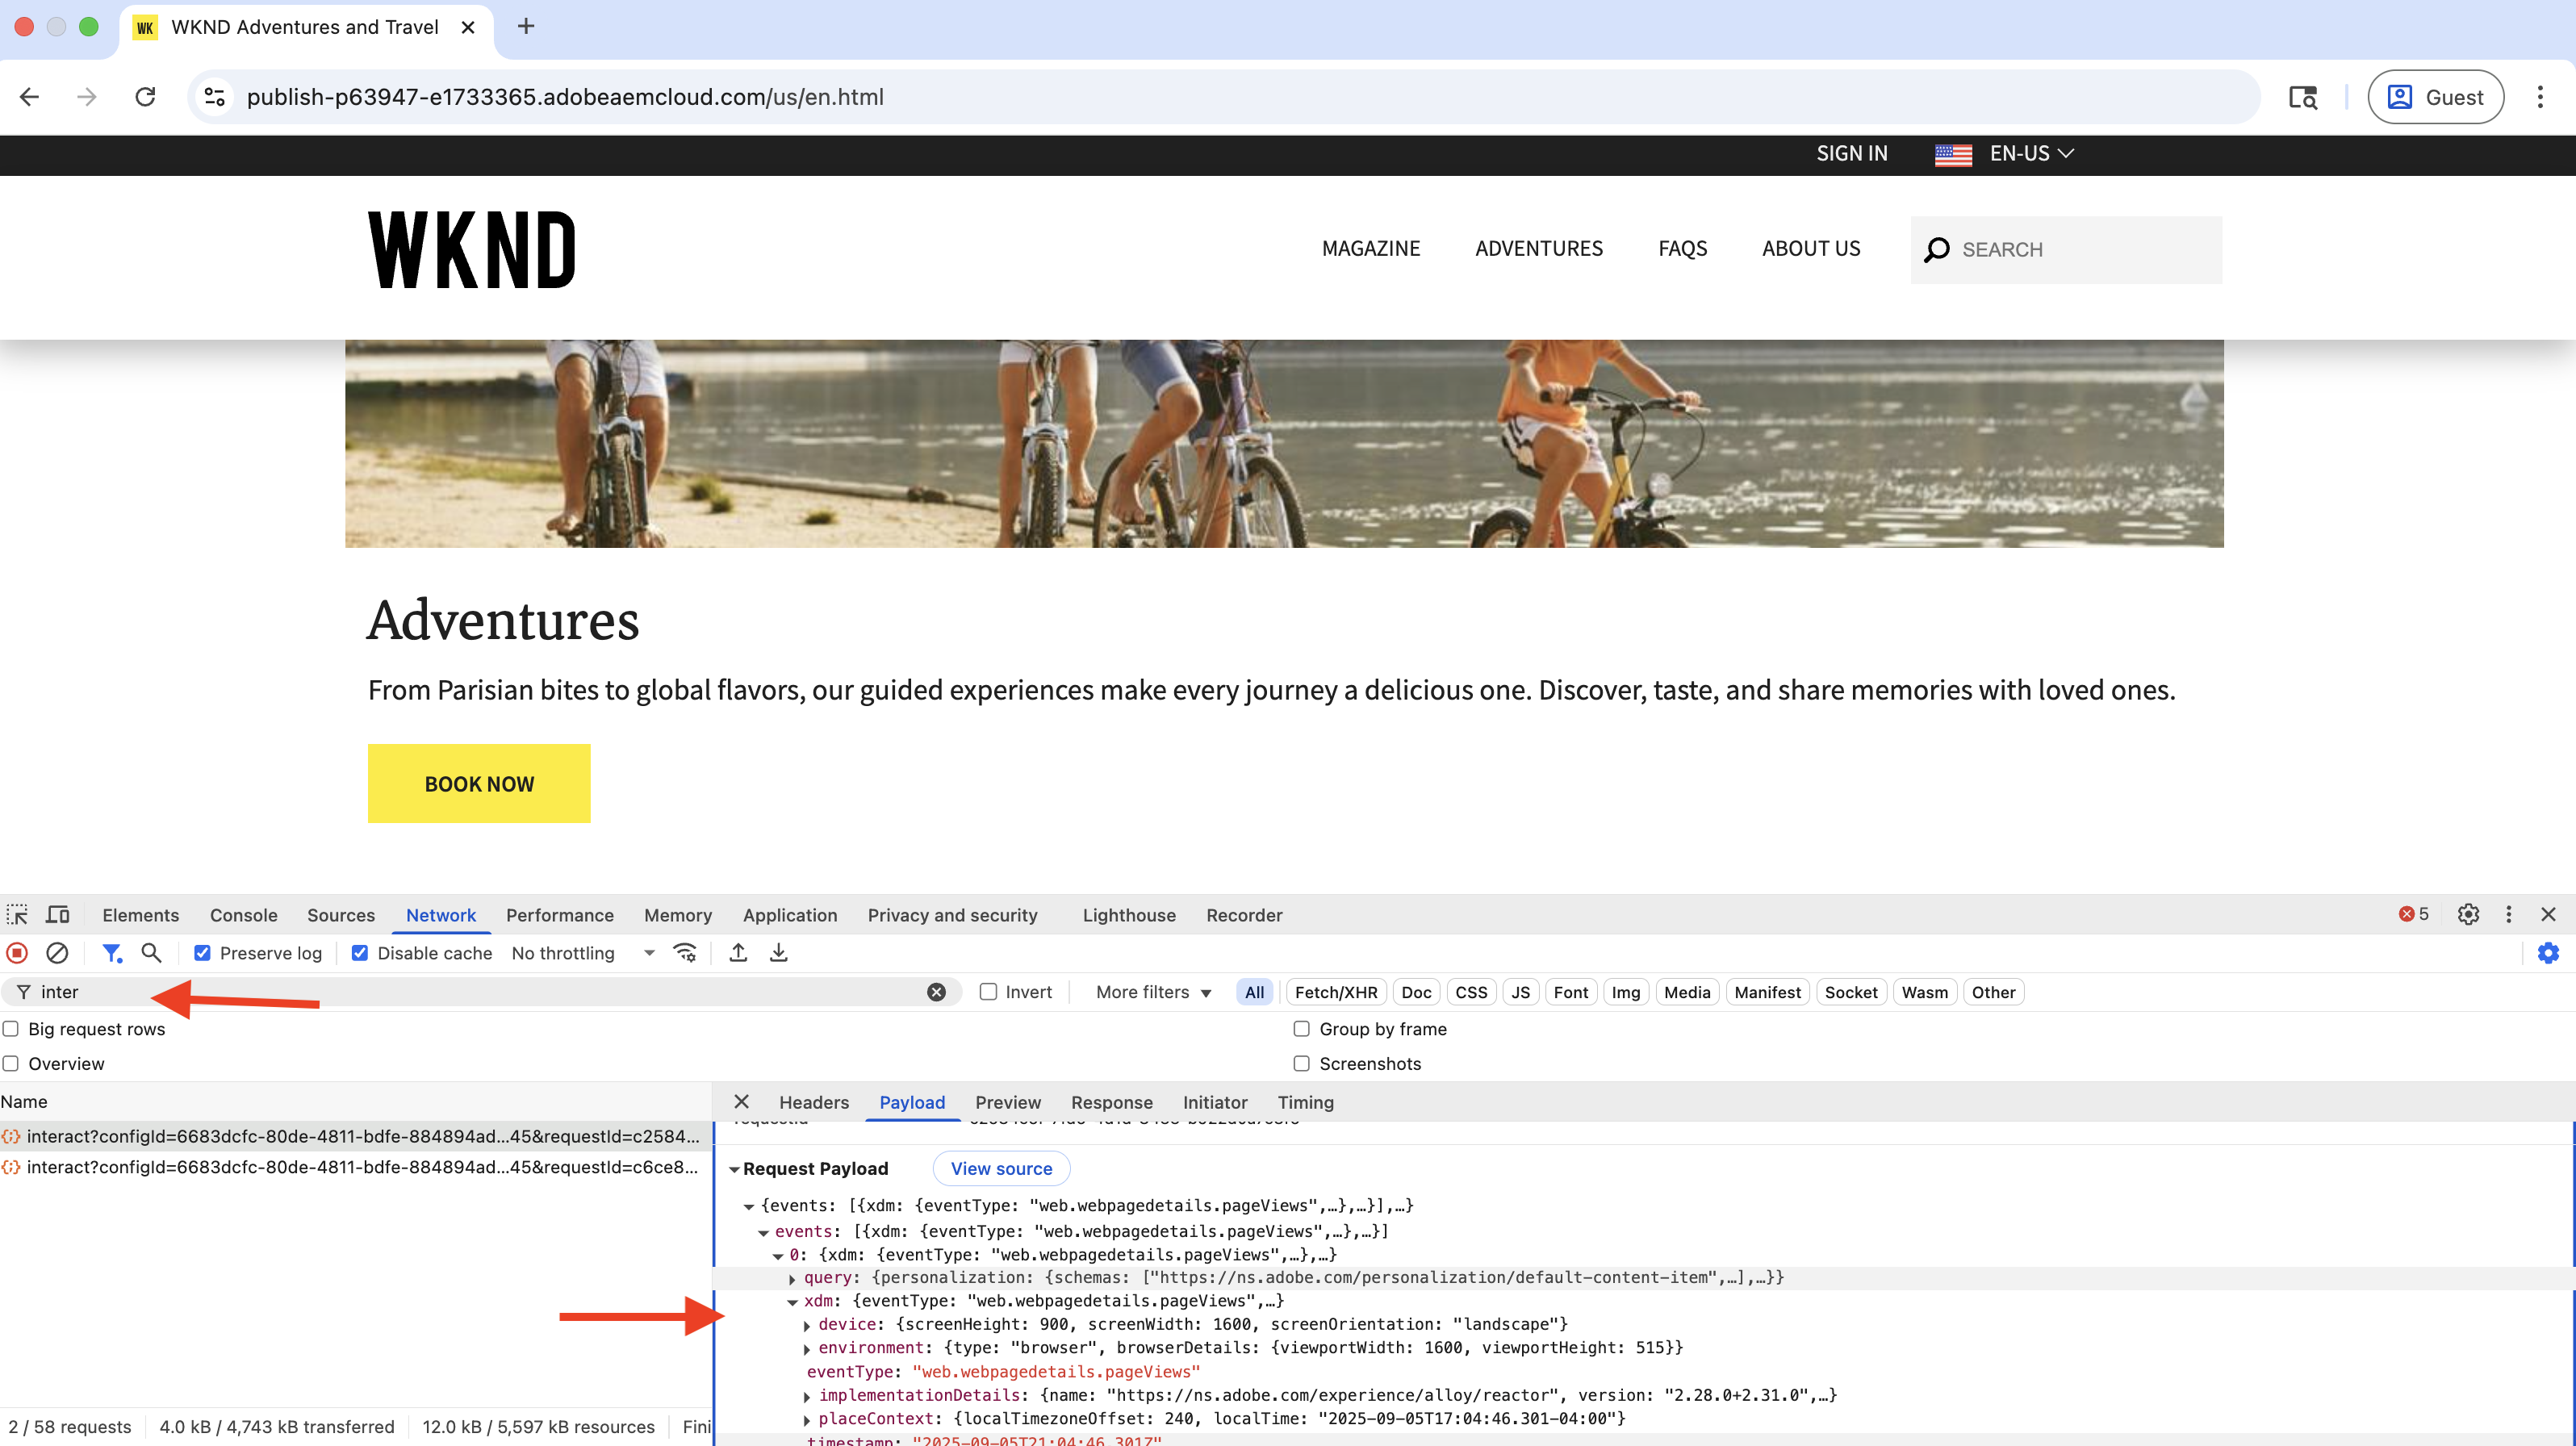 WK WKND Adventures and Travel
publish-p63947-e1733365.adobeaemcloud.com/us/en.html
Guest
SIGN IN EN-US
WKND
MAGAZINE ADVENTURES FAQS ABOUT US SEARCH
Adventures
From Parisian bites to global flavors, our guided experiences make every journey a delicious one. Discover, taste, and share memories with loved ones.
BOOK NOW
Elements Console Sources Network Performance Memory Application Privacy and security Lighthouse Recorder 5
Preserve log Disable cache No throttling
inter Invert More filters All Fetch/XHR Doc CSS JS Font Img Media Manifest Socket Wasm Other
Big request rows Group by frame
Overview Screenshots
Name Headers Payload Preview Response Initiator Timing
interact?configId=6683dcfc-80de-4811-bdfe-884894ad...45&requestId=c2584...
interact?configId=6683dcfc-80de-4811-bdfe-884894ad...45&requestId=c6ce8...
Request Payload View source
{events: [{xdm: {eventType: "web.webpagedetails.pageViews",…},…}],…}
events: [{xdm: {eventType: "web.webpagedetails.pageViews",…},…}]
0: {xdm: {eventType: "web.webpagedetails.pageViews",…},…}
query: {personalization: {schemas: ["https://ns.adobe.com/personalization/default-content-item",…],…}}
xdm: {eventType: "web.webpagedetails.pageViews",…}
device: {screenHeight: 900, screenWidth: 1600, screenOrientation: "landscape"}
environment: {type: "browser", browserDetails: {viewportWidth: 1600, viewportHeight: 515}}
eventType: "web.webpagedetails.pageViews"
implementationDetails: {name: "https://ns.adobe.com/experience/alloy/reactor", version: "2.28.0+2.31.0",…}
placeContext: {localTimezoneOffset: 240, localTime: "2025-09-05T17:04:46.301-04:00"}
timestamp: "2025-09-05T21:04:46.301Z"
2 / 58 requests 4.0 kB / 4,743 kB transferred 12.0 kB / 5,597 kB resources Fini